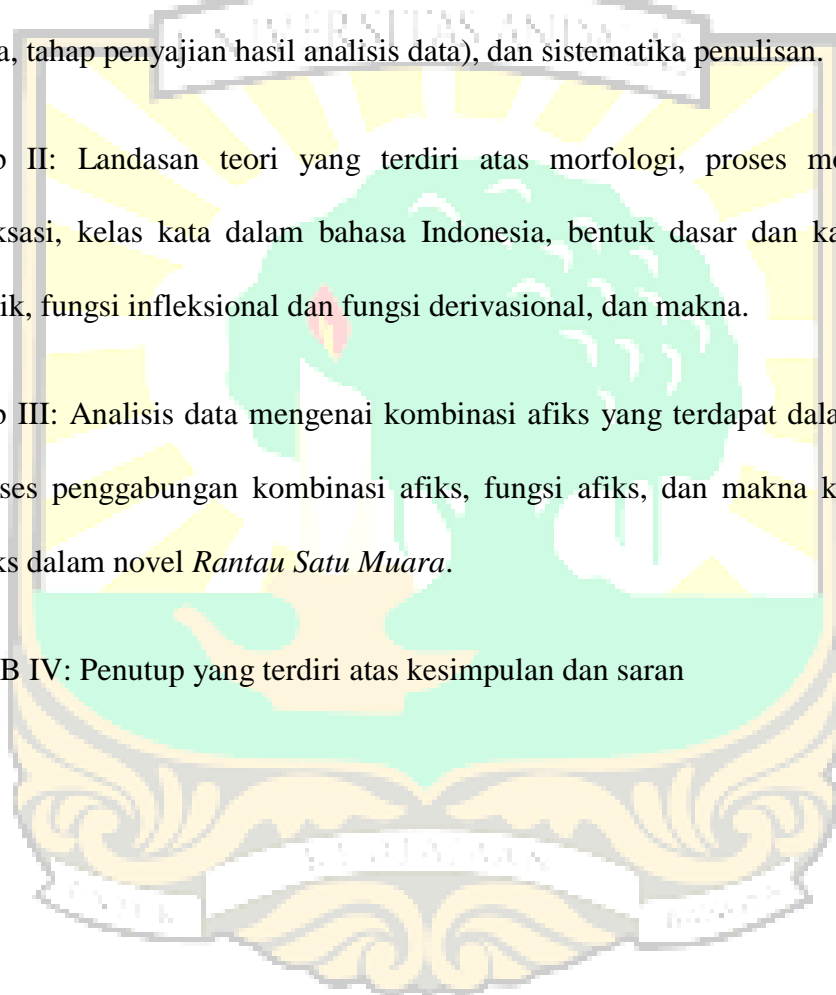 a, tahap penyajian hasil analisis data), dan sistematika penulisan.
b II: Landasan teori yang terdiri atas morfologi, proses mo
ksasi, kelas kata dalam bahasa Indonesia, bentuk dasar dan ka
ik, fungsi infleksional dan fungsi derivasional, dan makna.
b III: Analisis data mengenai kombinasi afiks yang terdapat dala
ses penggabungan kombinasi afiks, fungsi afiks, dan makna k
ks dalam novel Rantau Satu Muara.
B IV: Penutup yang terdiri atas kesimpulan dan saran